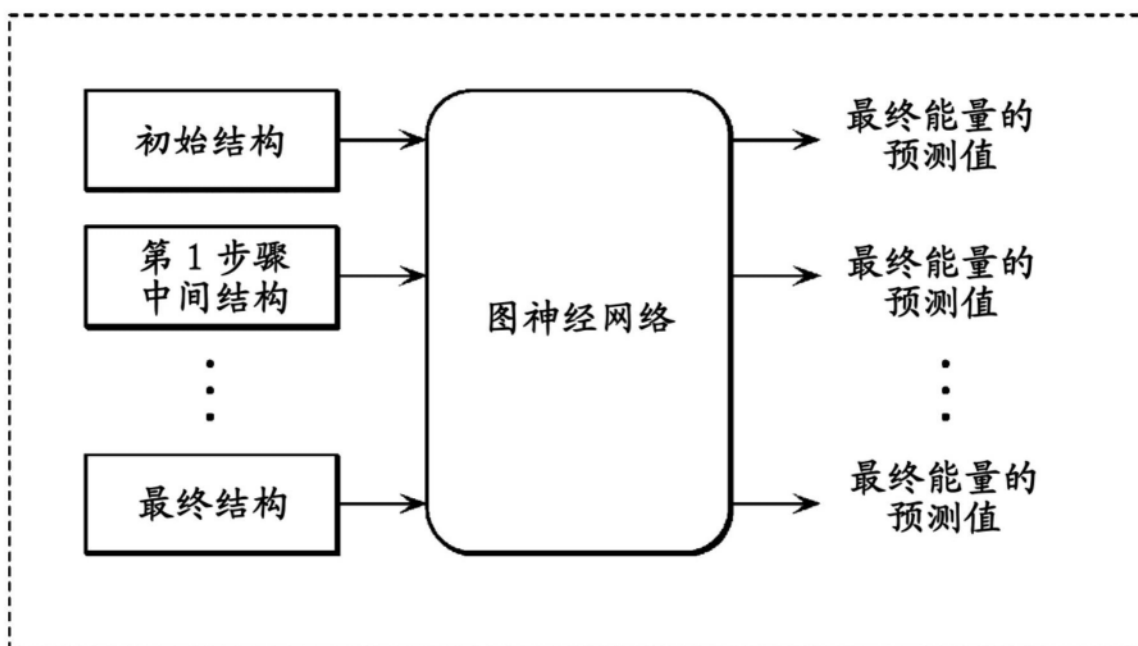 初始结构
最终能量的
预测值
第1步骤
中间结构
最终能量的
预测值
图神经网络
最终结构
最终能量的
预测值